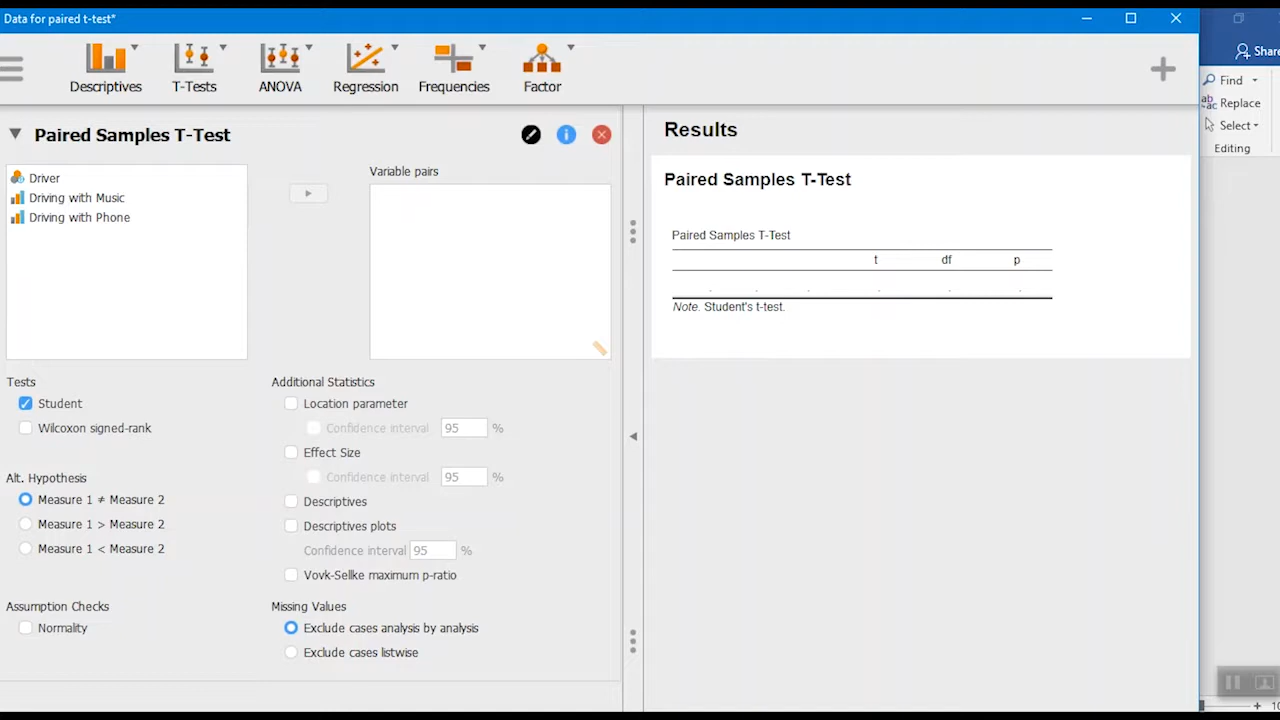 Data for paired t-test*
Share
Descriptives
T-Tests
ANOVA
Regression
Frequencies
Factor
Find
Replace
Select
Editing
Paired Samples T-Test
Driver
Driving with Music
Driving with Phone
Variable pairs
Tests
Student
Wilcoxon signed-rank
Alt. Hypothesis
Measure 1 ≠ Measure 2
Measure 1 > Measure 2
Measure 1 < Measure 2
Assumption Checks
Normality
Additional Statistics
Location parameter
Confidence interval 95 %
Effect Size
Confidence interval 95 %
Descriptives
Descriptives plots
Confidence interval 95 %
Vovk-Sellke maximum p-ratio
Missing Values
Exclude cases analysis by analysis
Exclude cases listwise
Results
Paired Samples T-Test
Paired Samples T-Test
t df p
. . . . . .
Note. Student's t-test.